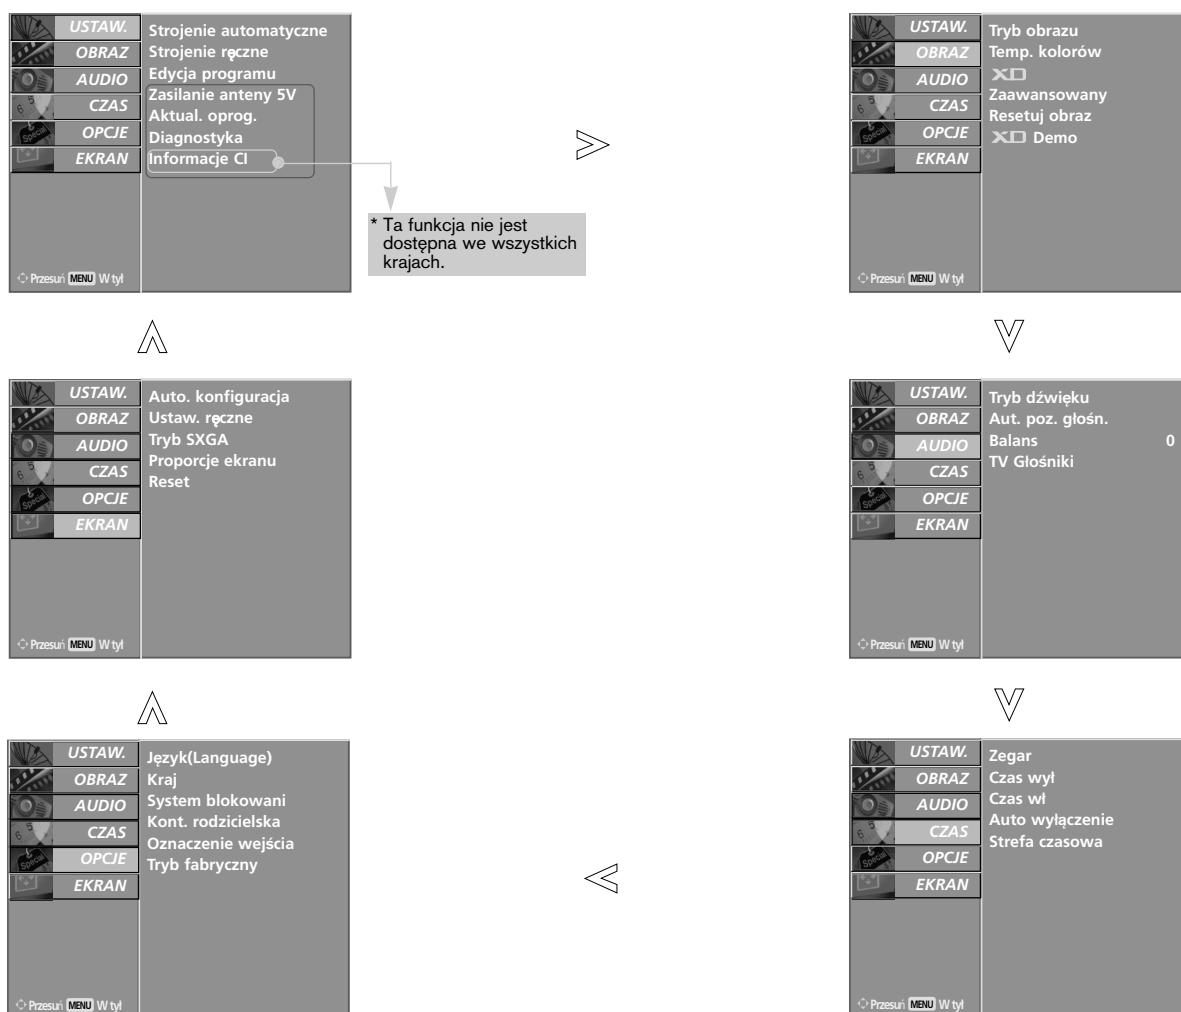 USTAW.
OBRAZ
AUDIO
CZAS
OPCJE
EKRAN
Strojenie automatyczne
Strojenie ręczne
Edycja programu
Zasilanie anteny 5V
Aktual. oprog.
Diagnostyka
Informacje CI
Przesuń MENU W tył
* Ta funkcja nie jest
dostępna we wszystkich
krajach.
USTAW.
OBRAZ
AUDIO
CZAS
OPCJE
EKRAN
Tryb obrazu
Temp. kolorów
XD
Zaawansowany
Resetuj obraz
XD Demo
Przesuń MENU W tył
USTAW.
OBRAZ
AUDIO
CZAS
OPCJE
EKRAN
Auto. konfiguracja
Ustaw. ręczne
Tryb SXGA
Proporcje ekranu
Reset
Przesuń MENU W tył
USTAW.
OBRAZ
AUDIO
CZAS
OPCJE
EKRAN
Tryb dźwięku
Aut. poz. głośn.
Balans 0
TV Głośniki
Przesuń MENU W tył
USTAW.
OBRAZ
AUDIO
CZAS
OPCJE
EKRAN
Język(Language)
Kraj
System blokowani
Kont. rodzicielska
Oznaczenie wejścia
Tryb fabryczny
Przesuń MENU W tył
USTAW.
OBRAZ
AUDIO
CZAS
OPCJE
EKRAN
Zegar
Czas wył
Czas wł
Auto wyłączenie
Strefa czasowa
Przesuń MENU W tył